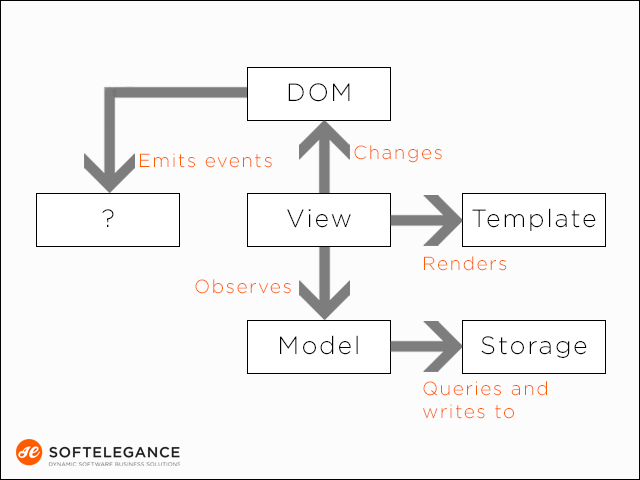 DOM
Emits events
Changes
?
View
Template
Renders
Observes
Model
Storage
Queries and
writes to
se
SOFTELEGANCE
DYNAMIC SOFTWARE BUSINESS SOLUTIONS